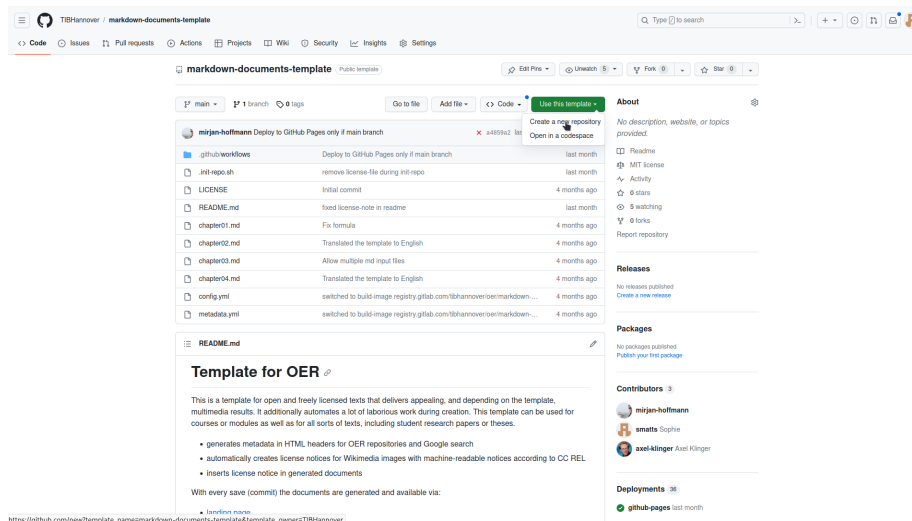 TIBHannover / markdown-documents-template
Type / to search
Code Issues Pull requests Actions Projects Wiki Security Insights Settings
markdown-documents-template Public template
Edit Pins Unwatch 5 Fork 0 Star 0
main 1 branch 0 tags Go to file Add file Code Use this template
Create a new repository
Open in a codespace
mirjan-hoffmann Deploy to GitHub Pages only if main branch a4859a2
.github/workflows Deploy to GitHub Pages only if main branch last month
.init-repo.sh remove license-file during init-repo last month
LICENSE Initial commit 4 months ago
README.md fixed license-note in readme last month
chapter01.md Fix formula 4 months ago
chapter02.md Translated the template to English 4 months ago
chapter03.md Allow multiple md input files 4 months ago
chapter04.md Translated the template to English 4 months ago
config.yml switched to build-image registry.gitlab.com/tibhannover/oer/markdown-... 4 months ago
metadata.yml switched to build-image registry.gitlab.com/tibhannover/oer/markdown-... 4 months ago
README.md
Template for OER
This is a template for open and freely licensed texts that delivers appealing, and depending on the template,
multimedia results. It additionally automates a lot of laborious work during creation. This template can be used for
courses or modules as well as for all sorts of texts, including student research papers or theses.
• generates metadata in HTML headers for OER repositories and Google search
• automatically creates license notices for Wikimedia images with machine-readable notices according to CC REL
• inserts license notice in generated documents
With every save (commit) the documents are generated and available via:
• landing page
About
No description, website, or topics
provided.
Readme
MIT license
Activity
0 stars
5 watching
0 forks
Report repository
Releases
No releases published
Create a new release
Packages
No packages published
Publish your first package
Contributors 3
mirjan-hoffmann
smatts Sophie
axel-klinger Axel Klinger
Deployments 36
github-pages last month
https://github.com/new?template_name=markdown-documents-template&template_owner=TIBHannover